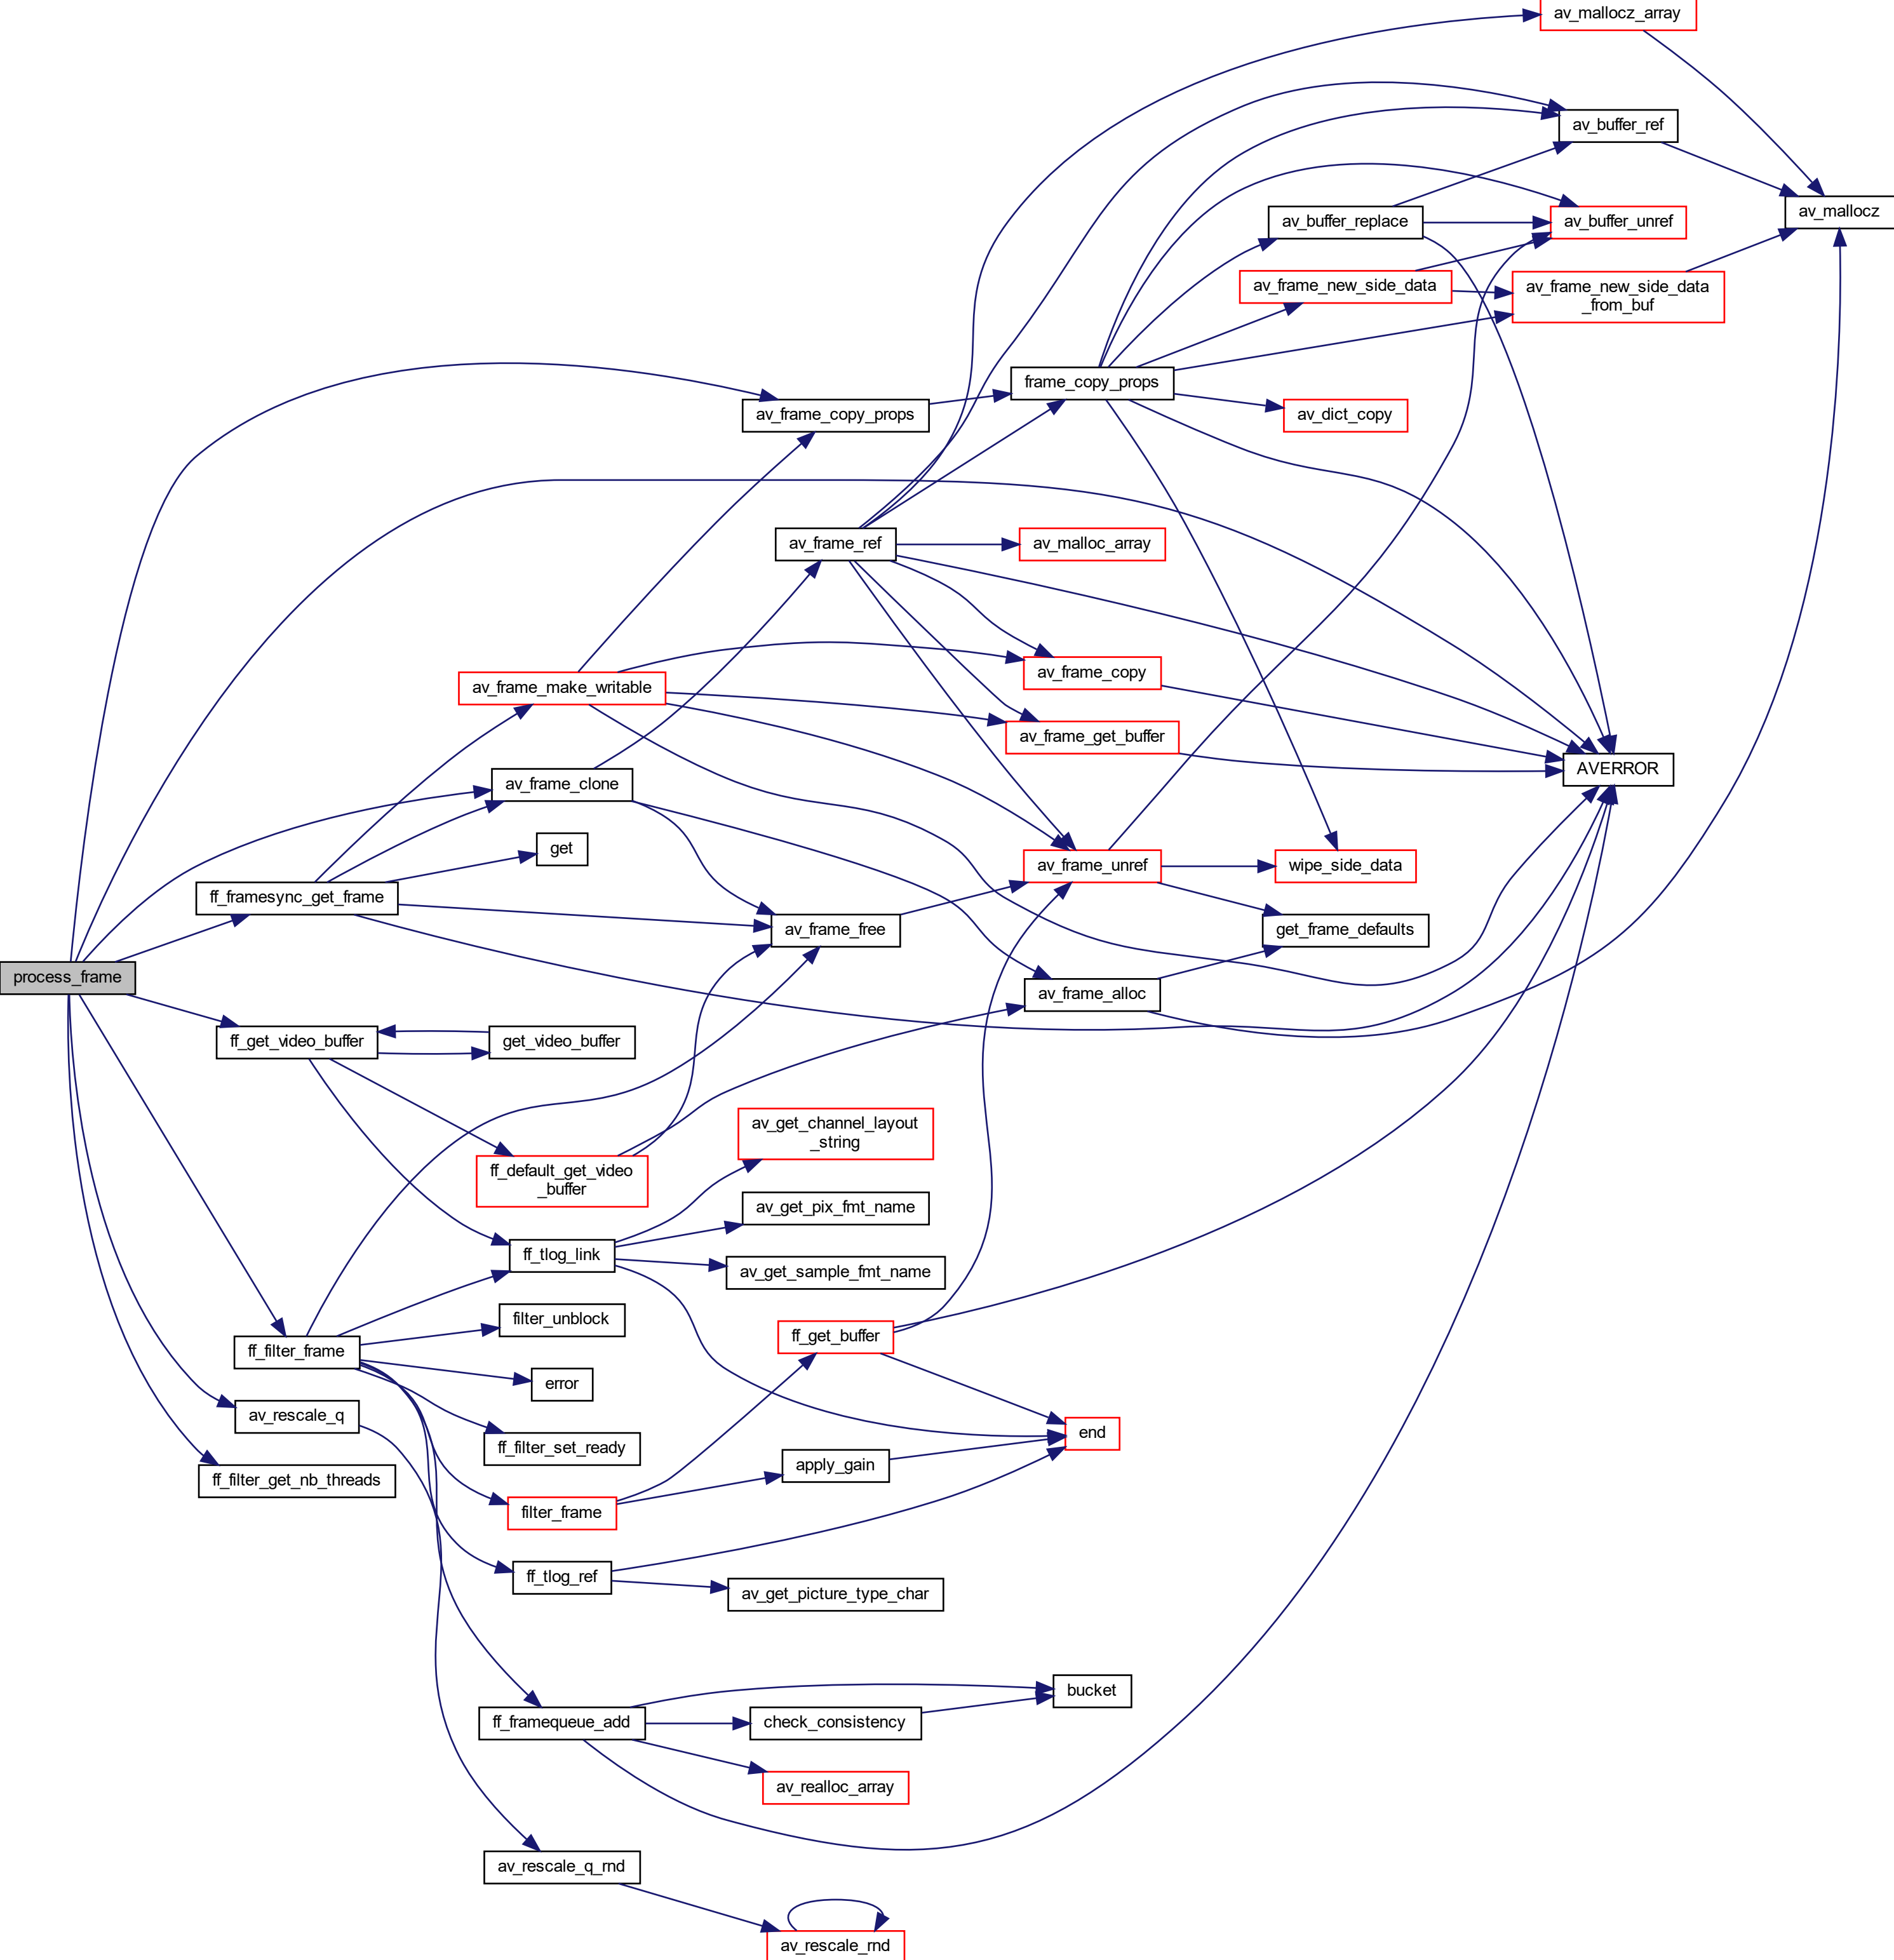 av_mallocz_array
av_buffer_ref
av_mallocz
av_buffer_replace
av_buffer_unref
av_frame_new_side_data
av_frame_new_side_data
_from_buf
frame_copy_props
av_frame_copy_props
av_dict_copy
av_frame_ref
av_malloc_array
av_frame_make_writable
av_frame_copy
av_frame_get_buffer
AVERROR
av_frame_clone
get
av_frame_unref
wipe_side_data
ff_framesync_get_frame
av_frame_free
get_frame_defaults
process_frame
av_frame_alloc
ff_get_video_buffer
get_video_buffer
av_get_channel_layout
_string
ff_default_get_video
_buffer
av_get_pix_fmt_name
ff_tlog_link
av_get_sample_fmt_name
filter_unblock
ff_get_buffer
ff_filter_frame
error
av_rescale_q
end
ff_filter_set_ready
apply_gain
ff_filter_get_nb_threads
filter_frame
ff_tlog_ref
av_get_picture_type_char
bucket
ff_framequeue_add
check_consistency
av_realloc_array
av_rescale_q_rnd
av_rescale_rnd